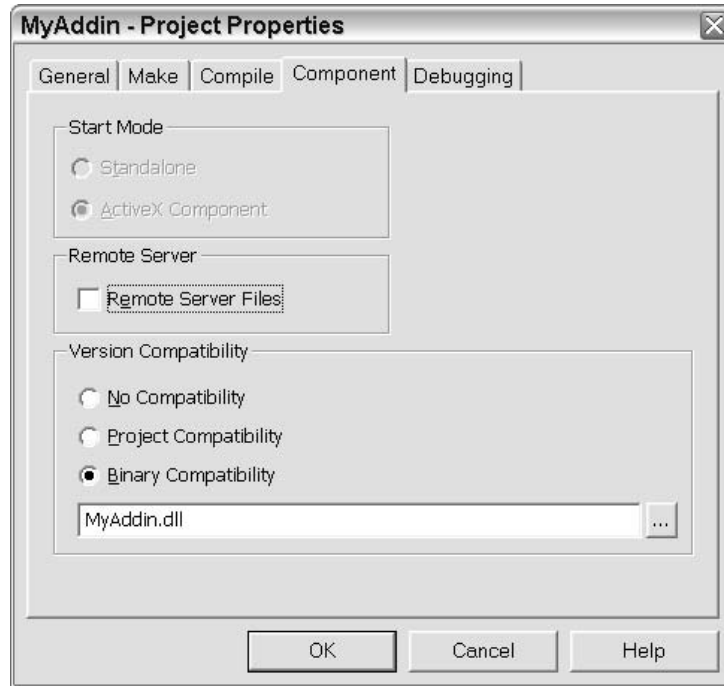 MyAddin - Project Properties
General Make Compile Component Debugging
Start Mode
Standalone
ActiveX Component
Remote Server
Remote Server Files
Version Compatibility
No Compatibility
Project Compatibility
Binary Compatibility
MyAddin.dll ...
OK Cancel Help